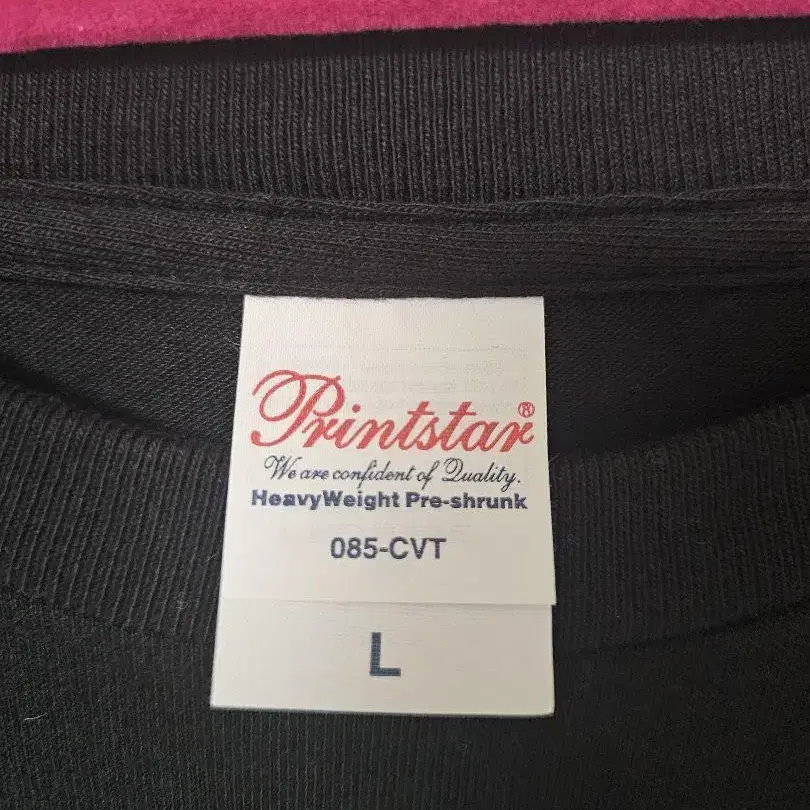 Printstar®
We are confident of Quality.
HeavyWeight Pre-shrunk
085-CVT
L